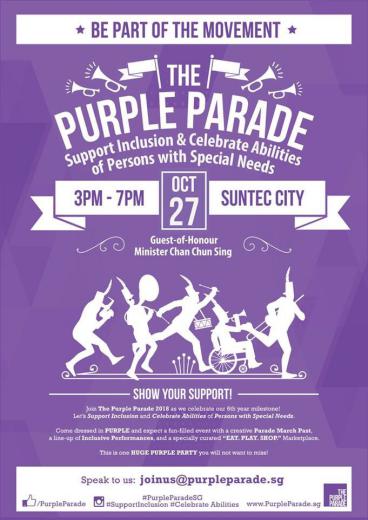 ★ BE PART OF THE MOVEMENT ★
THE
PURPLE PARADE
Support Inclusion & Celebrate Abilities
of Persons with Special Needs
3PM - 7PM
OCT
27
SUNTEC CITY
Guest-of-Honour
Minister Chan Chun Sing
SHOW YOUR SUPPORT!
Join The Purple Parade 2018 as we celebrate our 6th year milestone!
Let's Support Inclusion and Celebrate Abilities of Persons with Special Needs.
Come dressed in PURPLE and expect a fun-filled event with a creative Parade March Past,
a line-up of Inclusive Performances, and a specially curated "EAT. PLAY. SHOP." Marketplace.
This is one HUGE PURPLE PARTY you will not want to miss!
Speak to us: joinus@purpleparade.sg
/PurpleParade
#PurpleParadeSG
#SupportInclusion #Celebrate Abilities
www.PurpleParade.sg
THE
PURPLE
PARADE